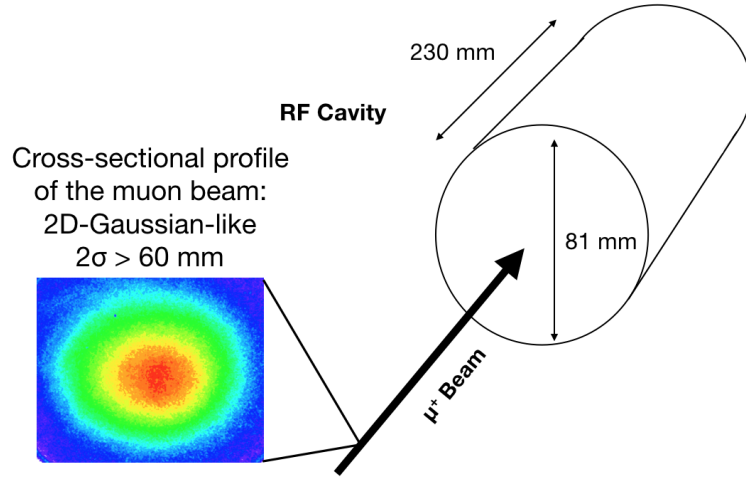 230 mm
RF Cavity
Cross-sectional profile
of the muon beam:
2D-Gaussian-like
2σ > 60 mm
81 mm
μ⁺ Beam